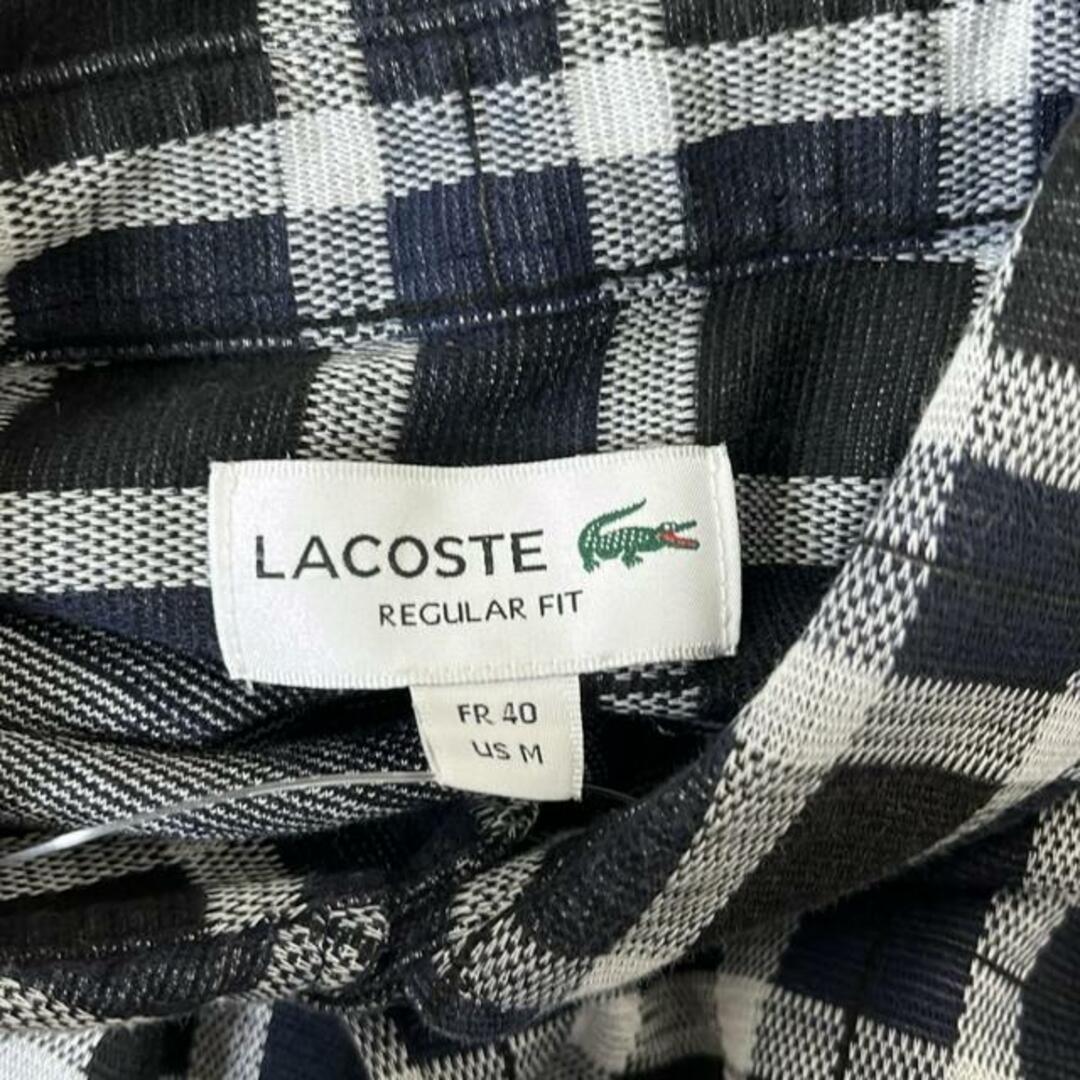 LACOSTE
REGULAR FIT
FR 40
US M